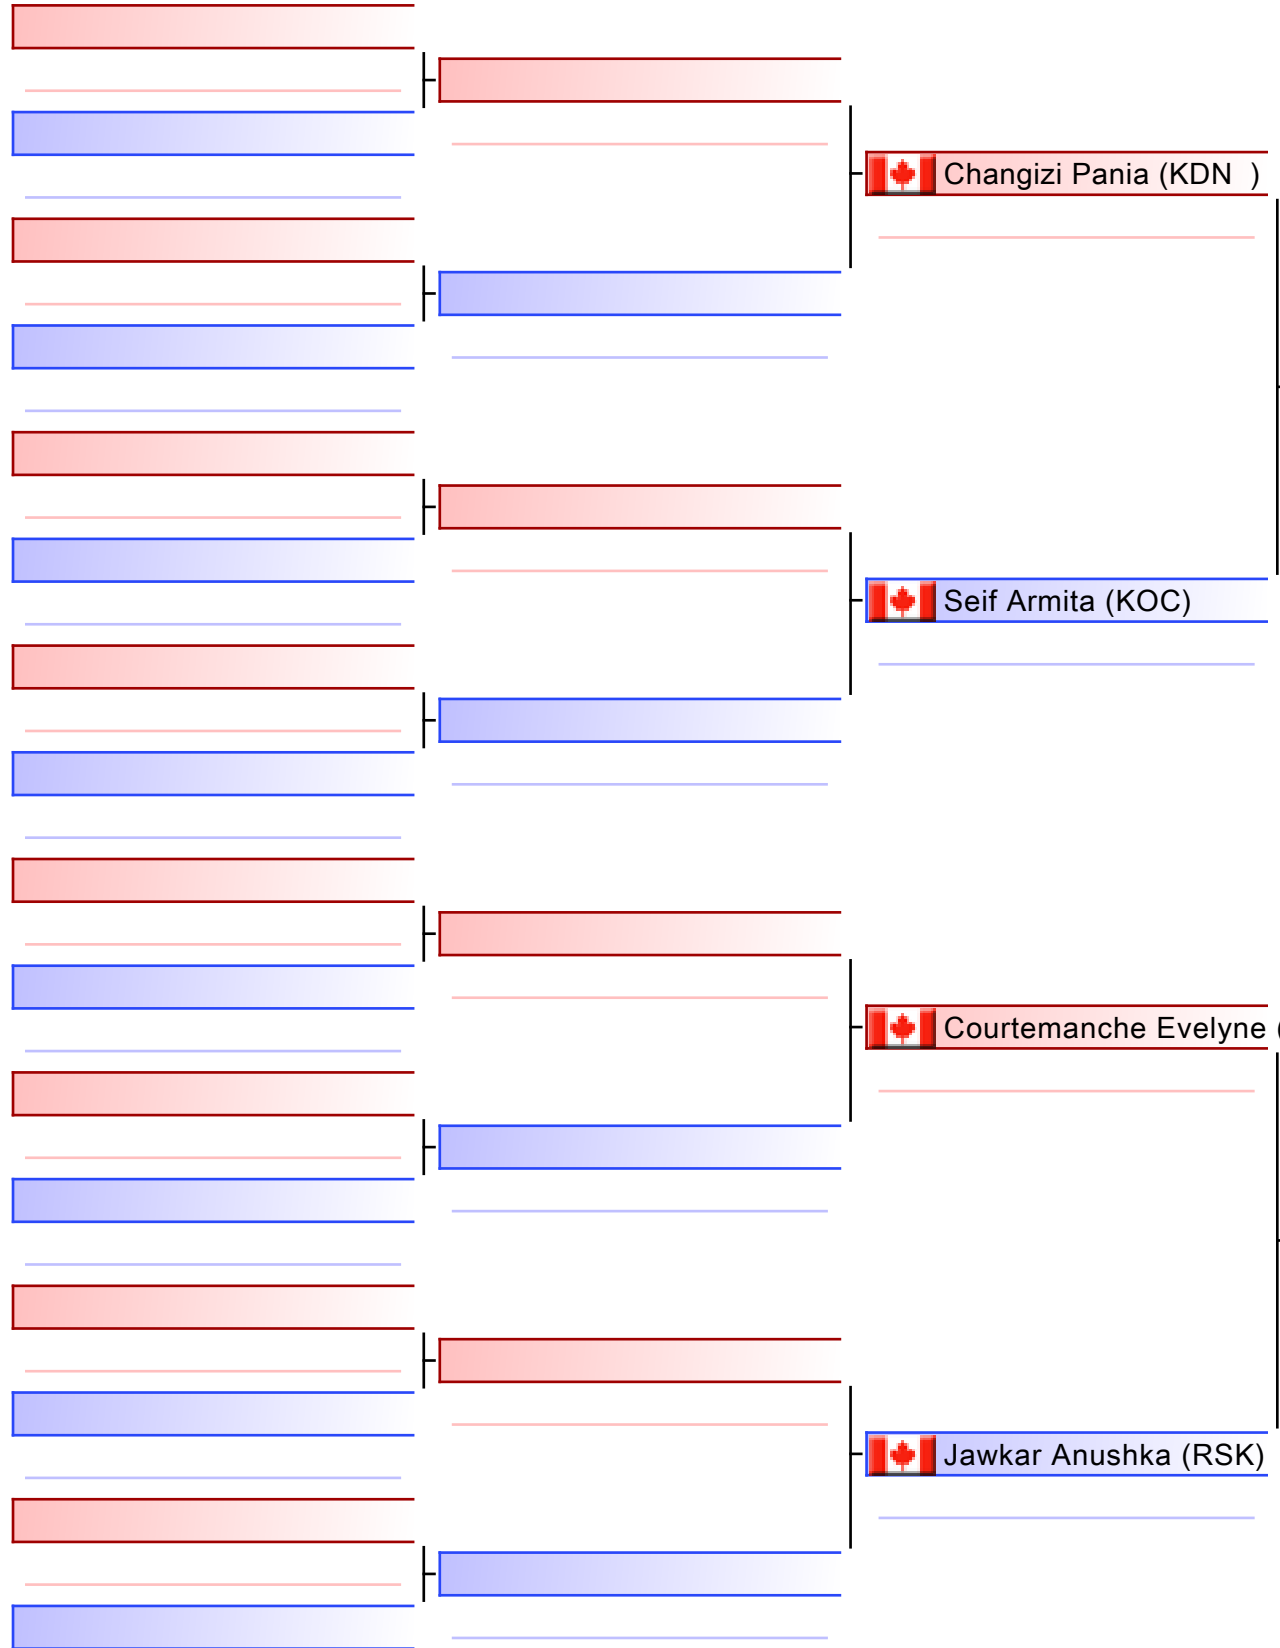 Changizi Pania (KDN  )
Seif Armita (KOC)
Courtemanche Evelyne (
Jawkar Anushka (RSK)